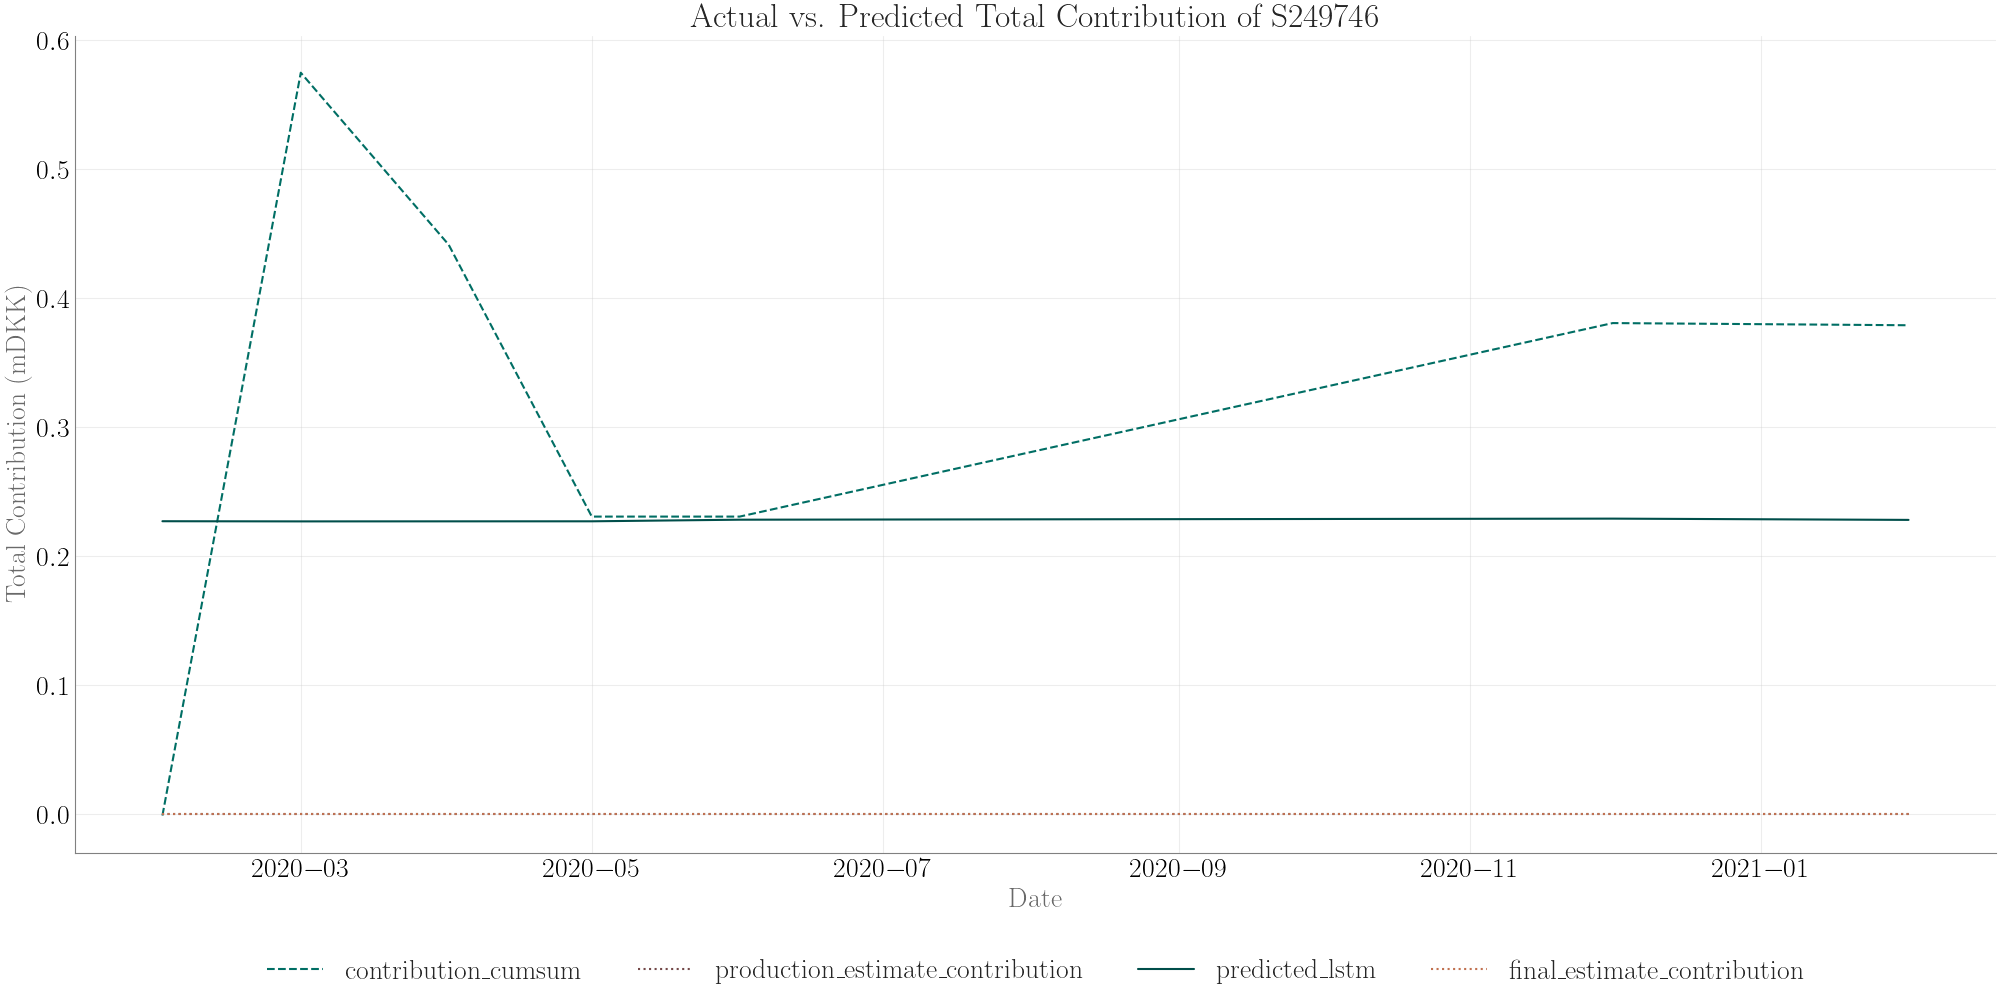 Actual vs. Predicted Total Contribution of S249746
Total Contribution (mDKK)
0.6
0.5
0.4
0.3
0.2
0.1
0.0
2020–03 2020–05 2020–07 2020–09 2020–11 2021–01
Date
contribution_cumsum production_estimate_contribution predicted_lstm final_estimate_contribution